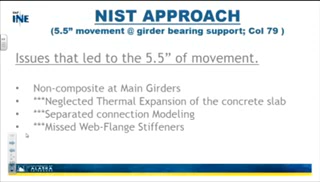 INE
NIST APPROACH
(5.5” movement @ girder bearing support; Col 79 )
Issues that led to the 5.5” of movement.
• Non-composite at Main Girders
• ***Neglected Thermal Expansion of the concrete slab
• ***Separated connection Modeling
• ***Missed Web-Flange Stiffeners
ALASKA